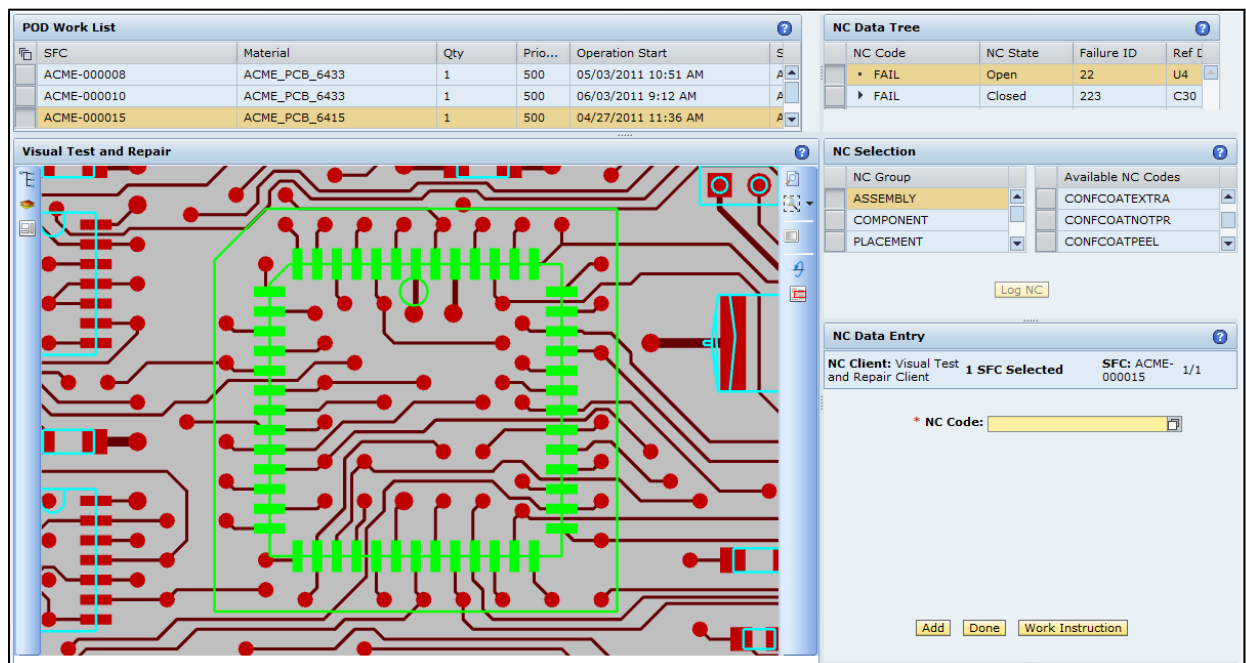 POD Work List
SFC Material Qty Prio... Operation Start S
ACME-000008 ACME_PCB_6433 1 500 05/03/2011 10:51 AM A
ACME-000010 ACME_PCB_6433 1 500 06/03/2011 9:12 AM A
ACME-000015 ACME_PCB_6415 1 500 04/27/2011 11:36 AM A
NC Data Tree
NC Code NC State Failure ID Ref D
FAIL Open 22 U4
FAIL Closed 223 C30
Visual Test and Repair
NC Selection
NC Group Available NC Codes
ASSEMBLY CONFCOATEXTRA
COMPONENT CONFCOATNOTPR
PLACEMENT CONFCOATPEEL
Log NC
NC Data Entry
NC Client: Visual Test and Repair Client 1 SFC Selected SFC: ACME-000015 1/1
* NC Code:
Add Done Work Instruction